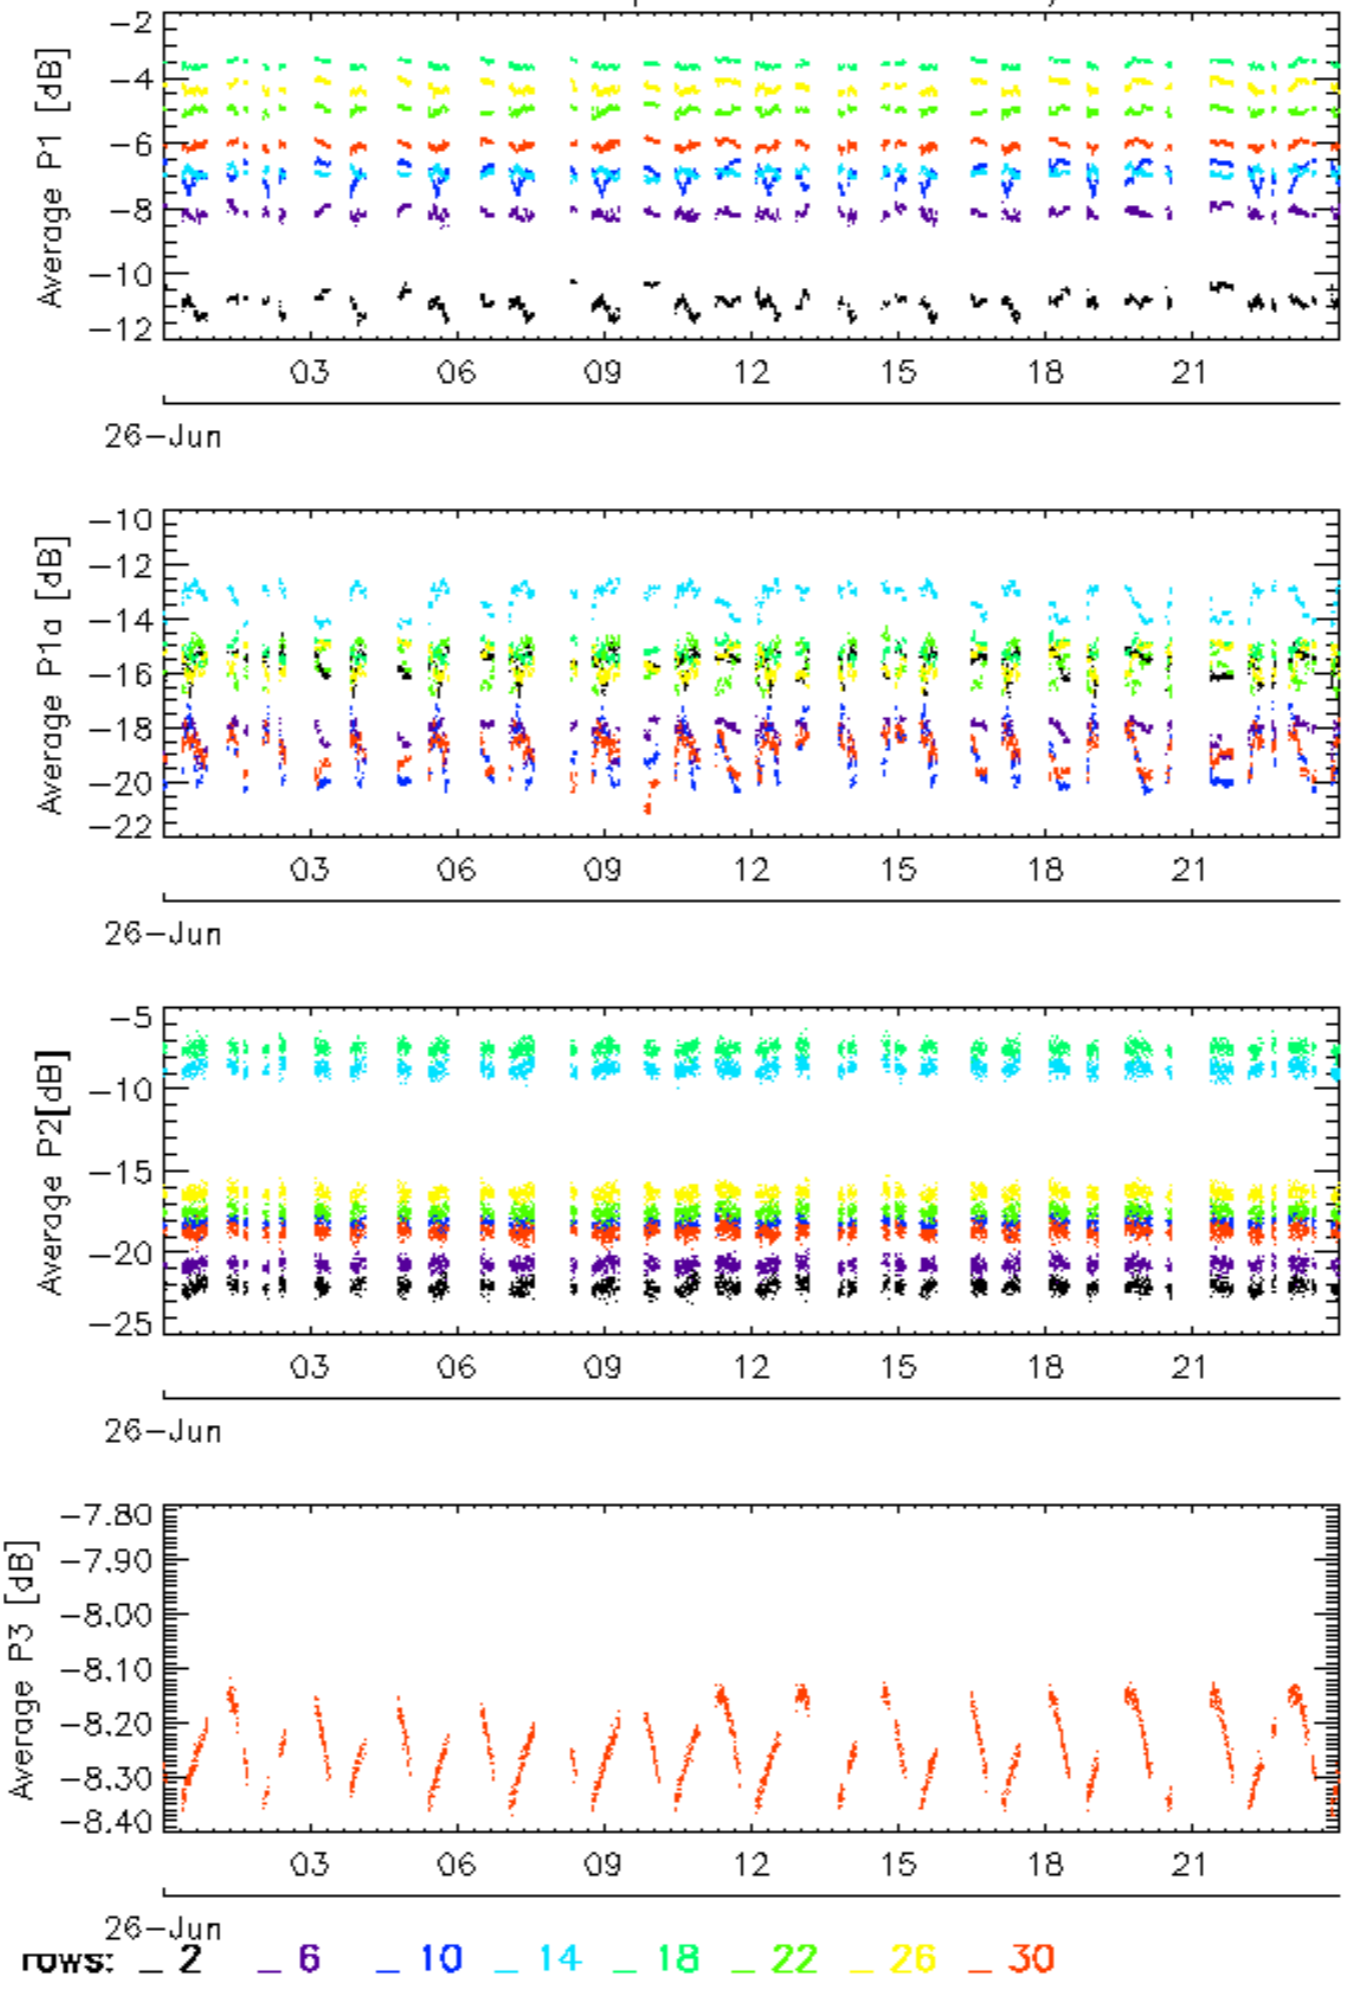 Average P1 [dB]
-2
-4
-6
-8
-10
-12
03 06 09 12 15 18 21
26-Jun
Average P1a [dB]
-10
-12
-14
-16
-18
-20
-22
03 06 09 12 15 18 21
26-Jun
Average P2[dB]
-5
-10
-15
-20
-25
03 06 09 12 15 18 21
26-Jun
Average P3 [dB]
-7.80
-7.90
-8.00
-8.10
-8.20
-8.30
-8.40
03 06 09 12 15 18 21
26-Jun
rows: _ 2 _ 6 _ 10 _ 14 _ 18 _ 22 _ 26 _ 30